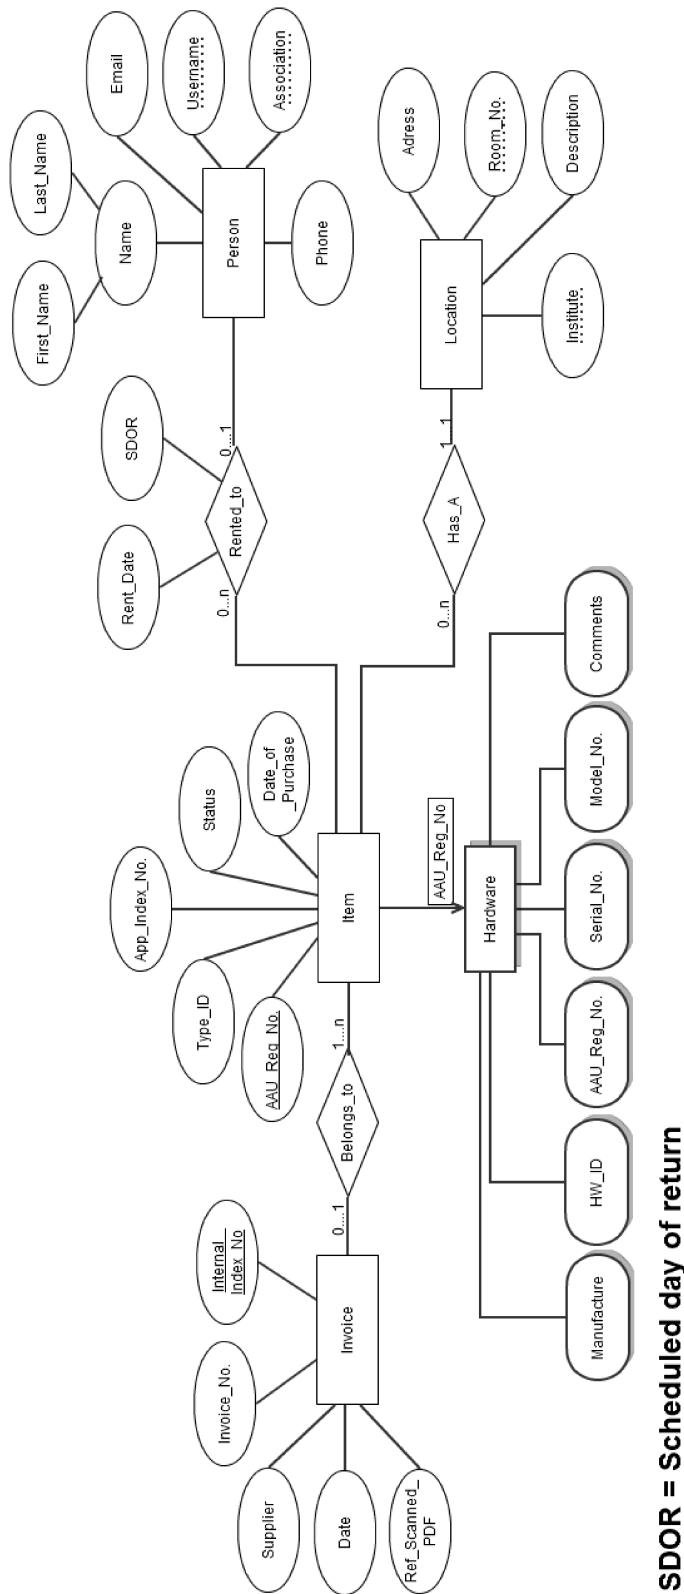 First_Name
Last_Name
Name
Email
Username
Association
Person
Phone
SDOR
Rent_Date
Rented_to
0....1
0...n
Adress
Room_No.
Description
Location
Institute
1...1
Has_A
0...n
App_Index_No.
Status
Date_of
_Purchase
Type_ID
AAU_Reg_No.
Item
AAU_Reg_No
Hardware
Manufacture
HW_ID
AAU_Reg_No.
Serial_No.
Model_No.
Comments
1....n
Belongs_to
0....1
Internal_
Index_No
Invoice_No.
Invoice
Supplier
Date
Ref_Scanned_
PDF
SDOR = Scheduled day of return